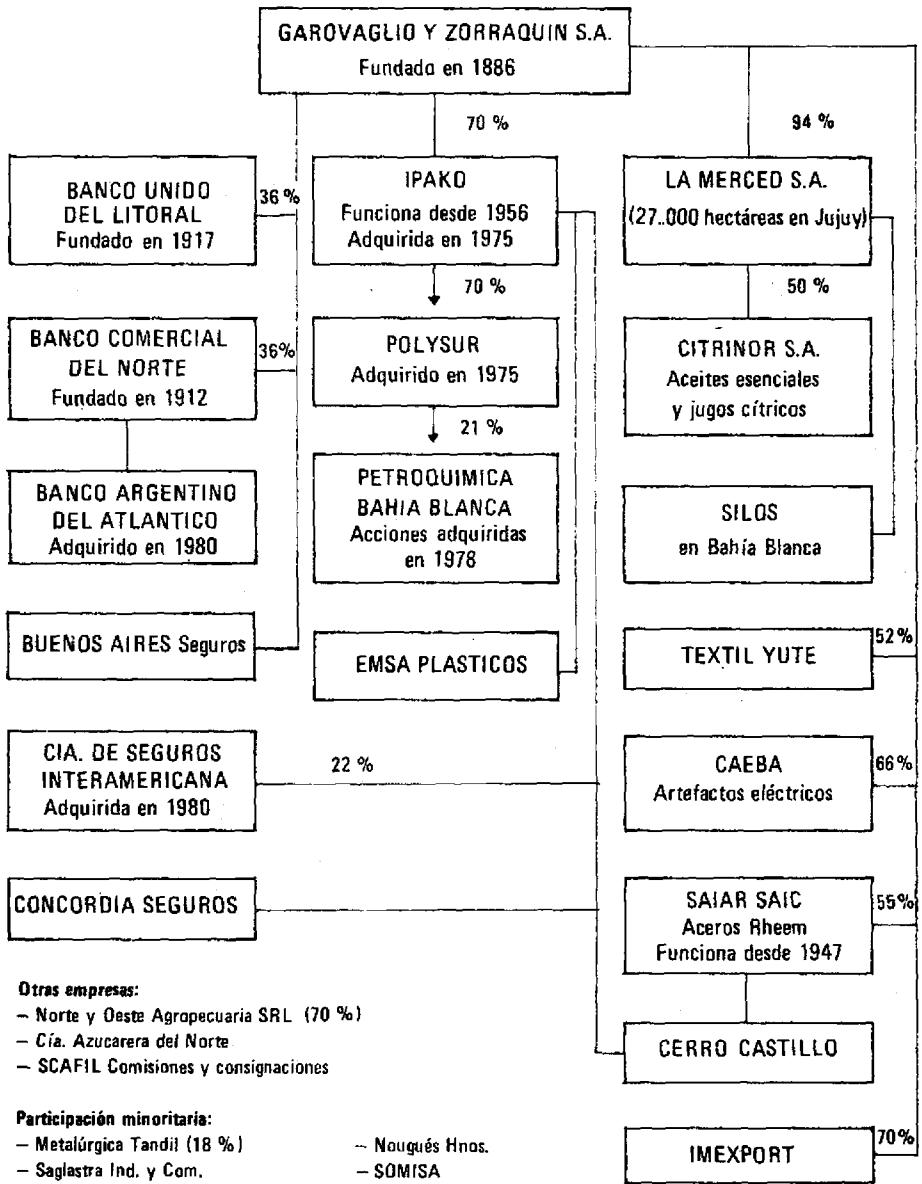 GAROVAGLIO Y ZORRAQUIN S.A.
Fundado en 1886
70 %
94 %
BANCO UNIDO
DEL LITORAL
Fundado en 1917
36%
IPAKO
Funciona desde 1956
Adquirida en 1975
LA MERCED S.A.
(27..000 hectáreas en Jujuy)
70 %
50 %
BANCO COMERCIAL
DEL NORTE
Fundado en 1912
36%
POLYSUR
Adquirido en 1975
CITRINOR S.A.
Aceites esenciales
y jugos cítricos
21 %
BANCO ARGENTINO
DEL ATLANTICO
Adquirido en 1980
PETROQUIMICA
BAHIA BLANCA
Acciones adquiridas
en 1978
SILOS
en Bahía Blanca
BUENOS AIRES Seguros
EMSA PLASTICOS
TEXTIL YUTE
52%
CIA. DE SEGUROS
INTERAMERICANA
Adquirida en 1980
22 %
CAEBA
Artefactos eléctricos
66%
CONCORDIA SEGUROS
SAIAR SAIC
Aceros Rheem
Funciona desde 1947
55%
CERRO CASTILLO
IMEXPORT
70%
Otras empresas:
— Norte y Oeste Agropecuaria SRL (70 %)
— Cía. Azucarera del Norte
— SCAFIL Comisiones y consignaciones
Participación minoritaria:
— Metalúrgica Tandil (18 %)
— Saglastra Ind. y Com.
— Nougués Hnos.
— SOMISA